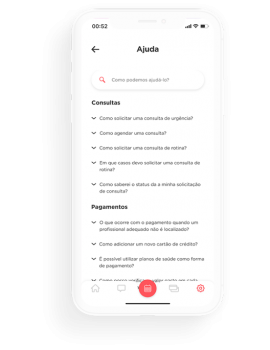 00:52
Ajuda
Como podemos ajudá-lo?
Consultas
Como solicitar uma consulta de urgência?
Como agendar uma consulta?
Como solicitar uma consulta de rotina?
Em que casos devo solicitar uma consulta de
rotina?
Como saberei o status da a minha solicitação
de consulta?
Pagamentos
O que ocorre com o pagamento quando um
profissional adequado não é localizado?
Como adicionar um novo cartão de crédito?
É possível utilizar planos de saúde como forma
de pagamento?